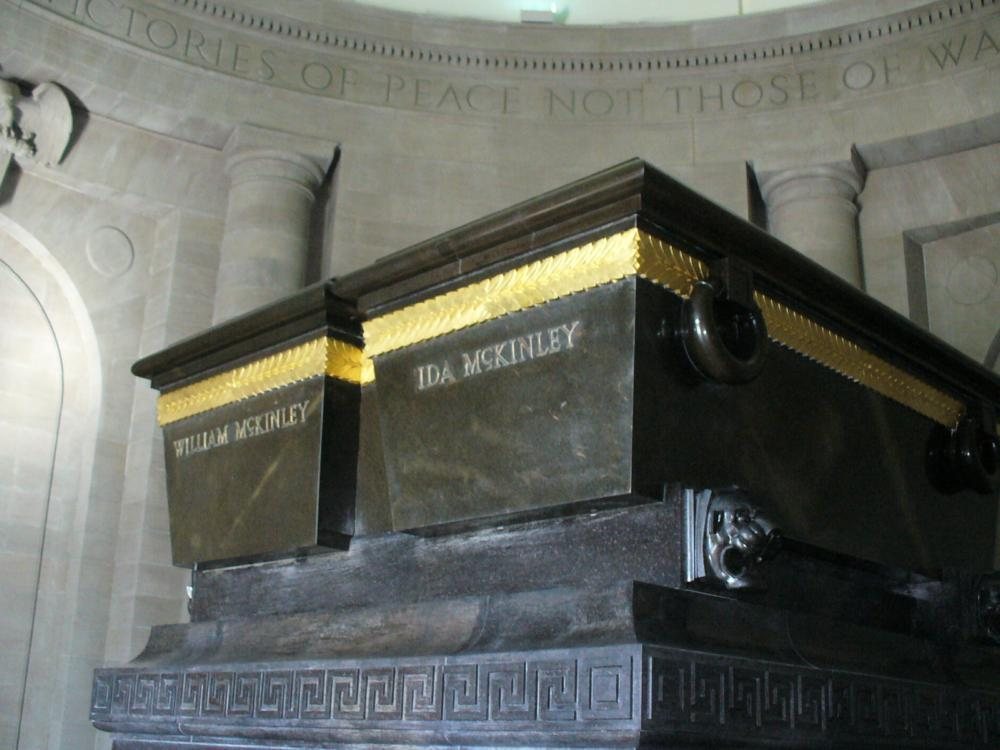 VICTORIES OF PEACE NOT THOSE OF WA
IDA McKINLEY
WILLIAM McKINLEY